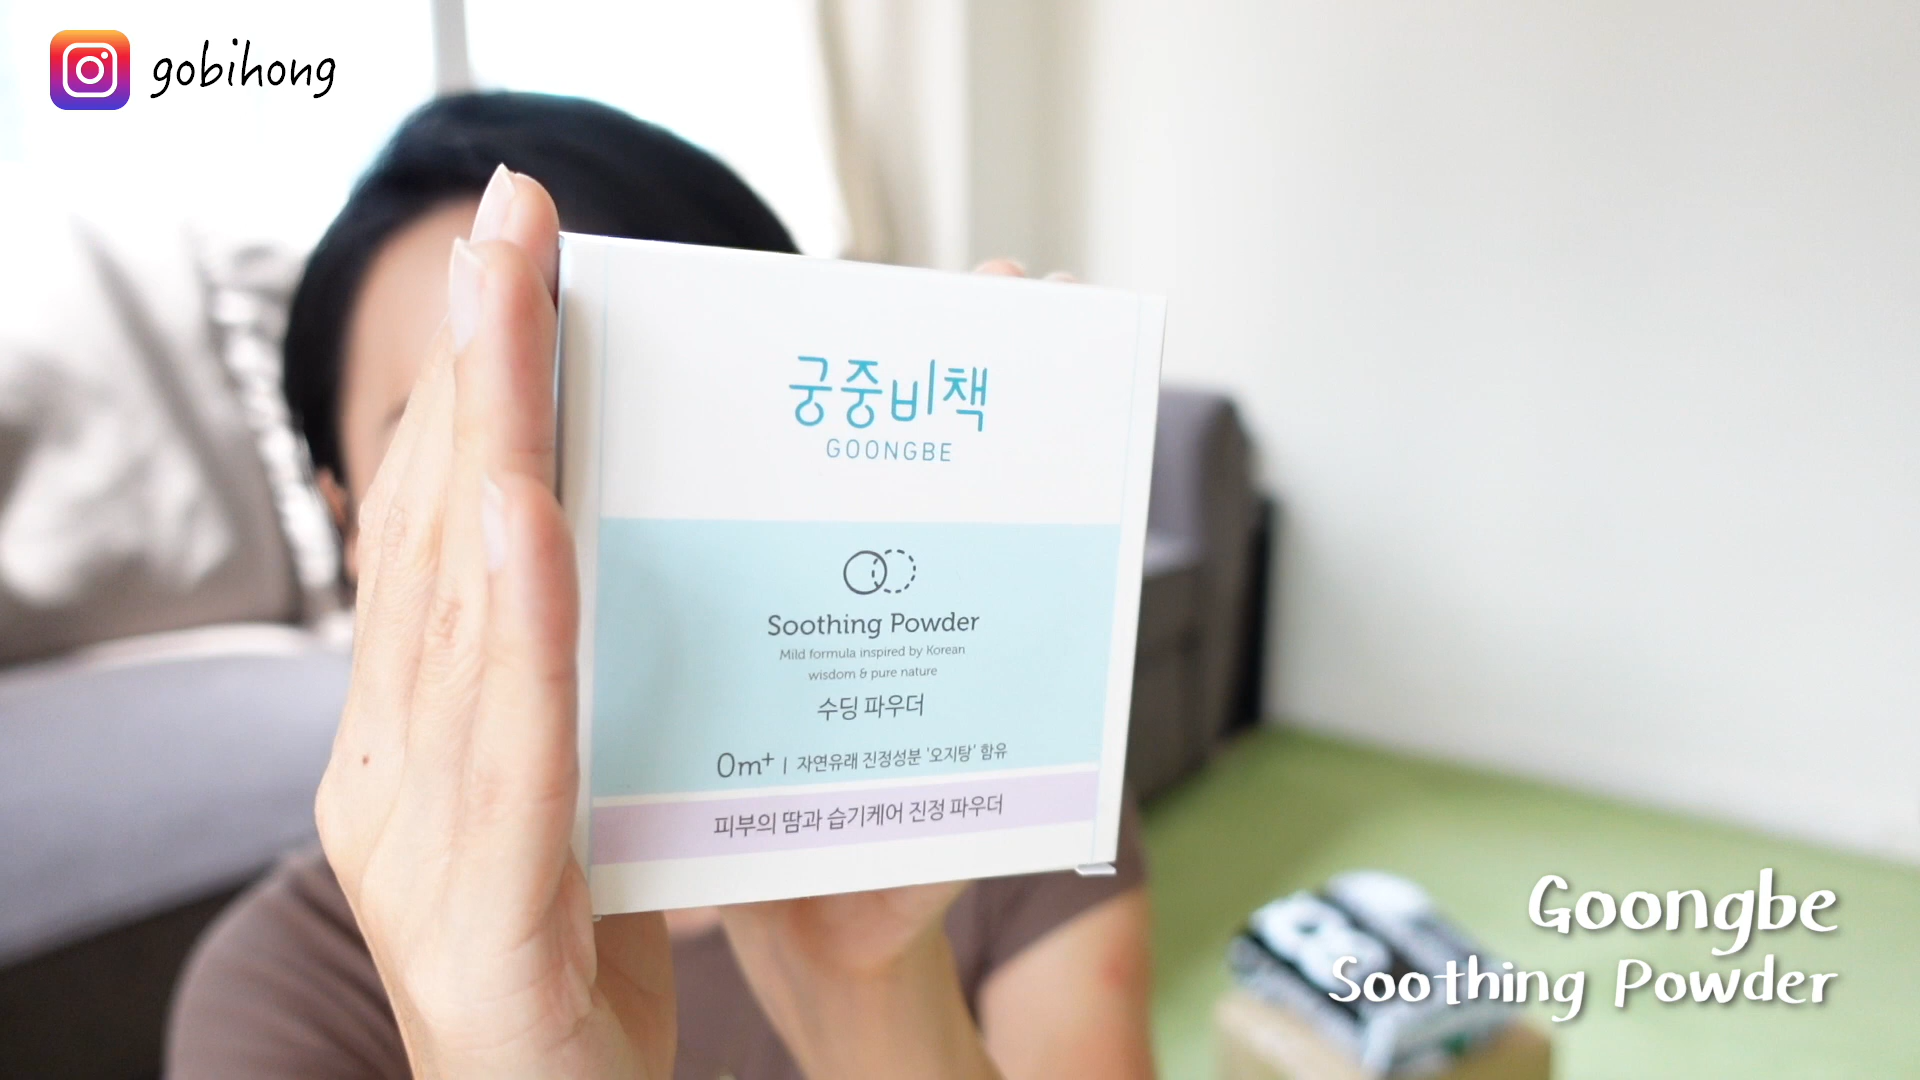 gobihong
궁중비책
GOONGBE
Soothing Powder
Mild formula inspired by Korean
wisdom & pure nature
수딩 파우더
0m+ | 자연유래 진정성분 '오지탕' 함유
피부의 땀과 습기케어 진정 파우더
Goongbe
Soothing Powder